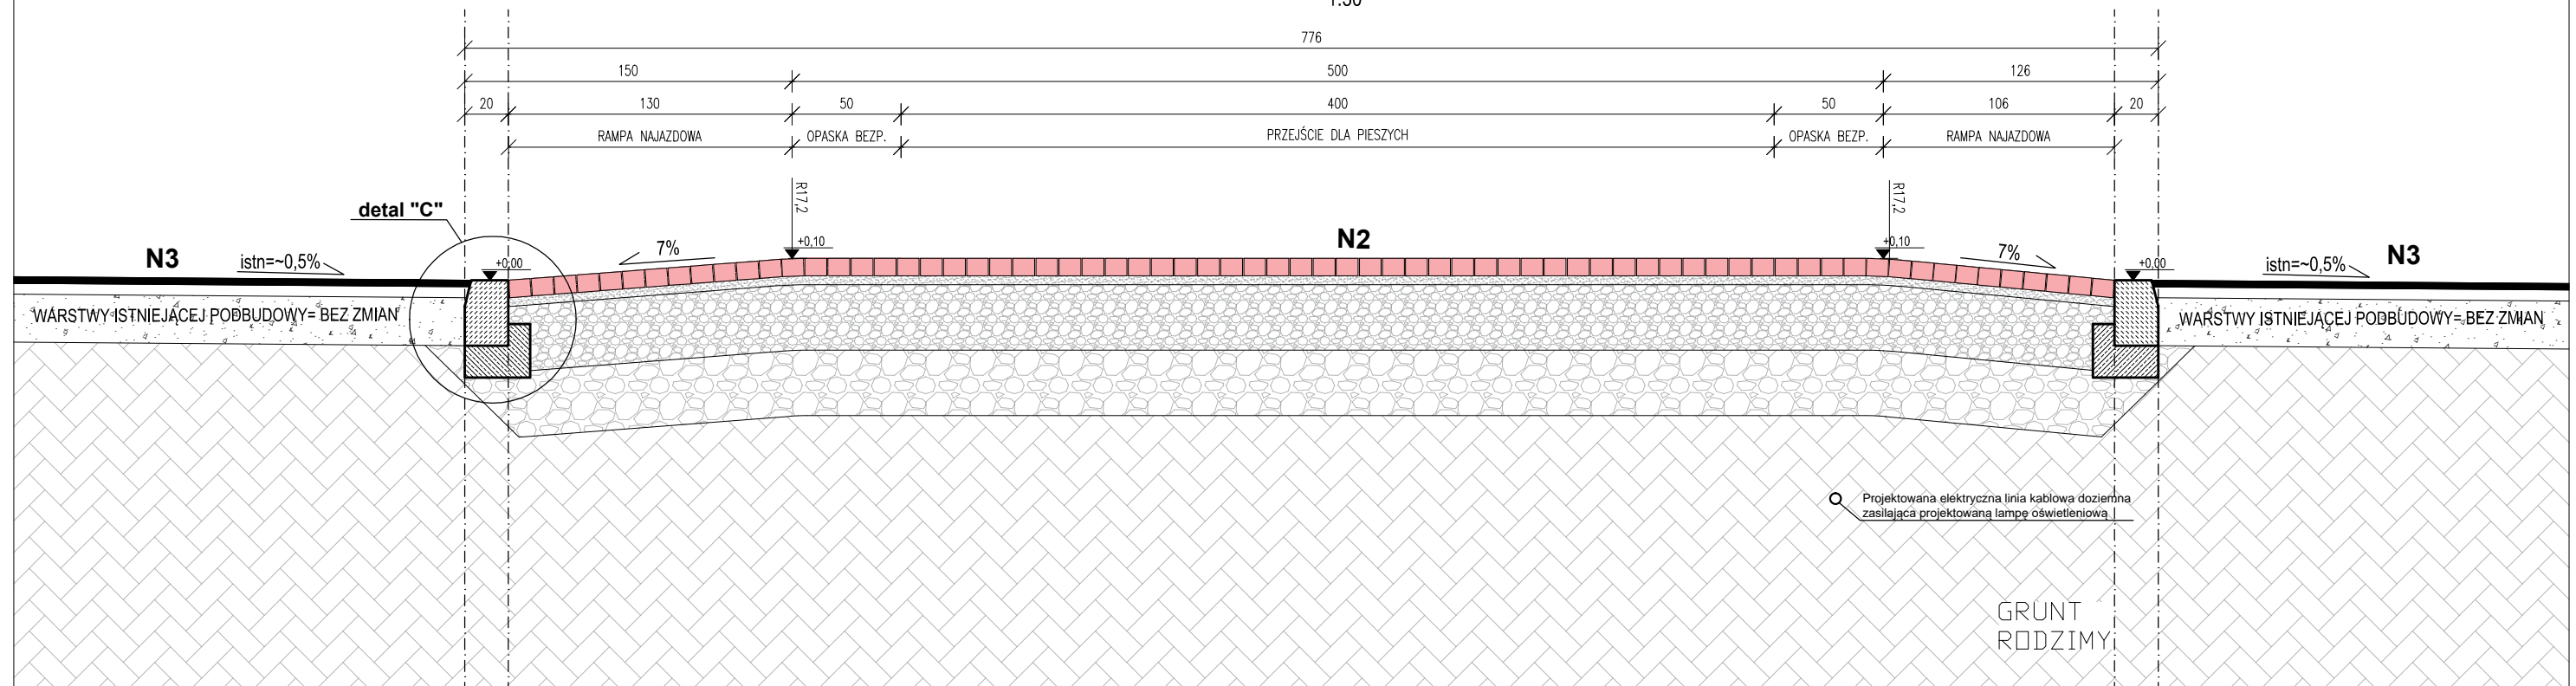 776
150 500 126
20 130 50 400 50 106 20
RAMPA NAJAZDOWA OPASKA BEZP. PRZEJŚCIE DLA PIESZYCH OPASKA BEZP. RAMPA NAJAZDOWA
R17,2 R17,2
detal "C"
N3 istn=~0,5% +0,00 7% +0,10 N2 +0,10 7% +0,00 istn=~0,5% N3
WARSTWY ISTNIEJĄCEJ PODBUDOWY= BEZ ZMIAN WARSTWY ISTNIEJĄCEJ PODBUDOWY= BEZ ZMIAN
Projektowana elektryczna linia kablowa doziemna
zasilająca projektowaną lampę oświetleniową
GRUNT
RODZIMY